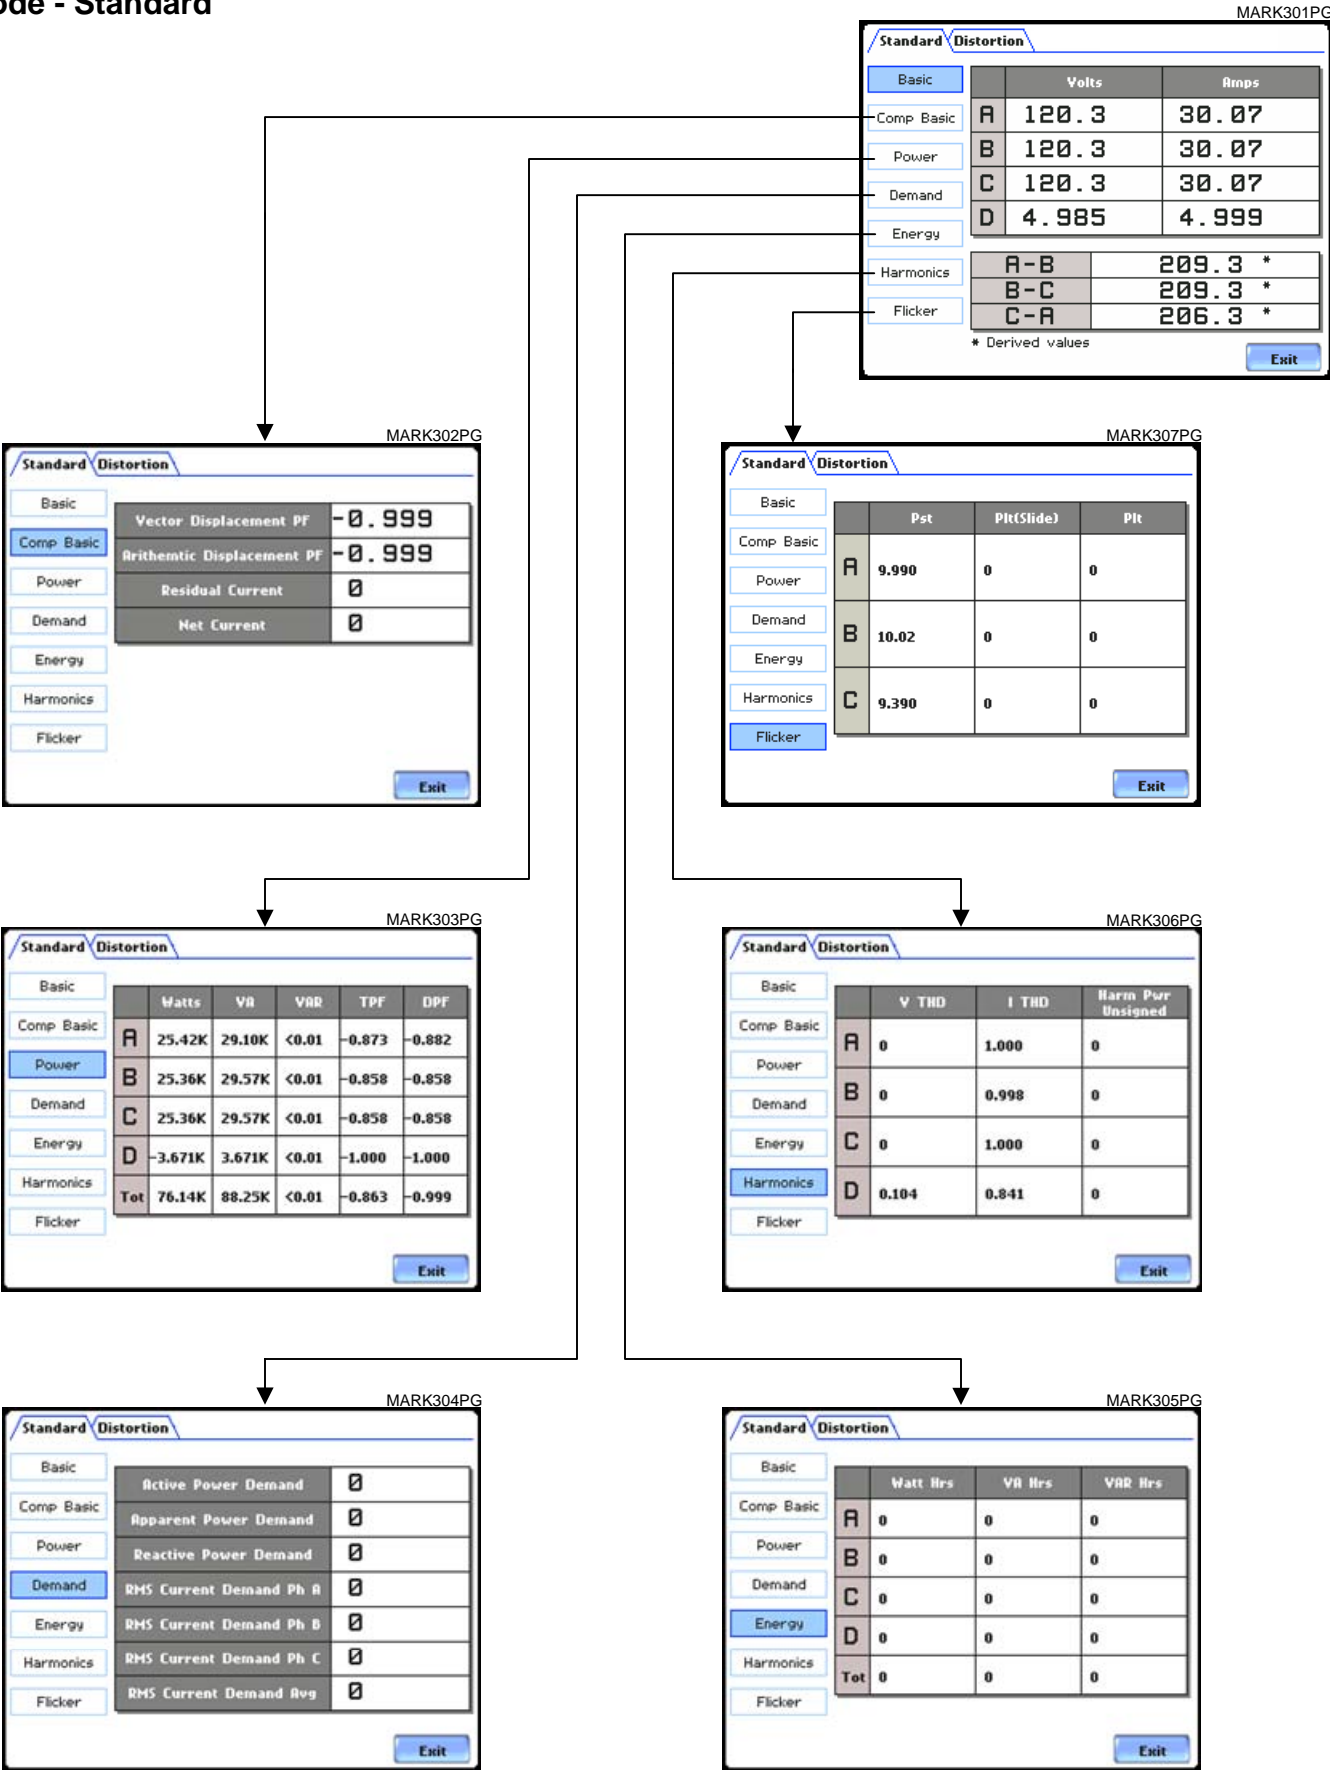 ode - Standard
MARK301PG
Standard Distortion
Basic
Comp Basic
Power
Demand
Energy
Harmonics
Flicker
Volts Amps
A 120.3 30.07
B 120.3 30.07
C 120.3 30.07
D 4.985 4.999
A-B 209.3 *
B-C 209.3 *
C-A 206.3 *
* Derived values
Exit
MARK302PG
Standard Distortion
Basic
Comp Basic
Power
Demand
Energy
Harmonics
Flicker
Vector Displacement PF -0.999
Arithemtic Displacement PF -0.999
Residual Current 0
Net Current 0
Exit
MARK307PG
Standard Distortion
Basic
Comp Basic
Power
Demand
Energy
Harmonics
Flicker
Pst Plt(Slide) Plt
A 9.990 0 0
B 10.02 0 0
C 9.390 0 0
Exit
MARK303PG
Standard Distortion
Basic
Comp Basic
Power
Demand
Energy
Harmonics
Flicker
Watts VA VAR TPF DPF
A 25.42K 29.10K <0.01 -0.873 -0.882
B 25.36K 29.57K <0.01 -0.858 -0.858
C 25.36K 29.57K <0.01 -0.858 -0.858
D -3.671K 3.671K <0.01 -1.000 -1.000
Tot 76.14K 88.25K <0.01 -0.863 -0.999
Exit
MARK306PG
Standard Distortion
Basic
Comp Basic
Power
Demand
Energy
Harmonics
Flicker
V THD I THD Harm Pwr
Unsigned
A 0 1.000 0
B 0 0.998 0
C 0 1.000 0
D 0.104 0.841 0
Exit
MARK304PG
Standard Distortion
Basic
Comp Basic
Power
Demand
Energy
Harmonics
Flicker
Active Power Demand 0
Apparent Power Demand 0
Reactive Power Demand 0
RMS Current Demand Ph A 0
RMS Current Demand Ph B 0
RMS Current Demand Ph C 0
RMS Current Demand Avg 0
Exit
MARK305PG
Standard Distortion
Basic
Comp Basic
Power
Demand
Energy
Harmonics
Flicker
Watt Hrs VA Hrs VAR Hrs
A 0 0 0
B 0 0 0
C 0 0 0
D 0 0 0
Tot 0 0 0
Exit